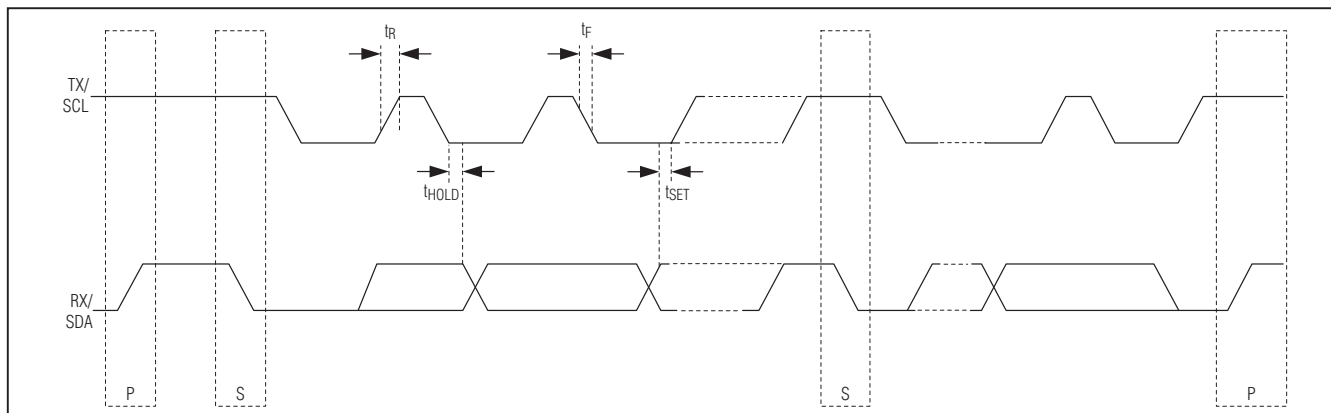 tR
tF
TX/
SCL
tHOLD
tSET
RX/
SDA
P
S
S
P